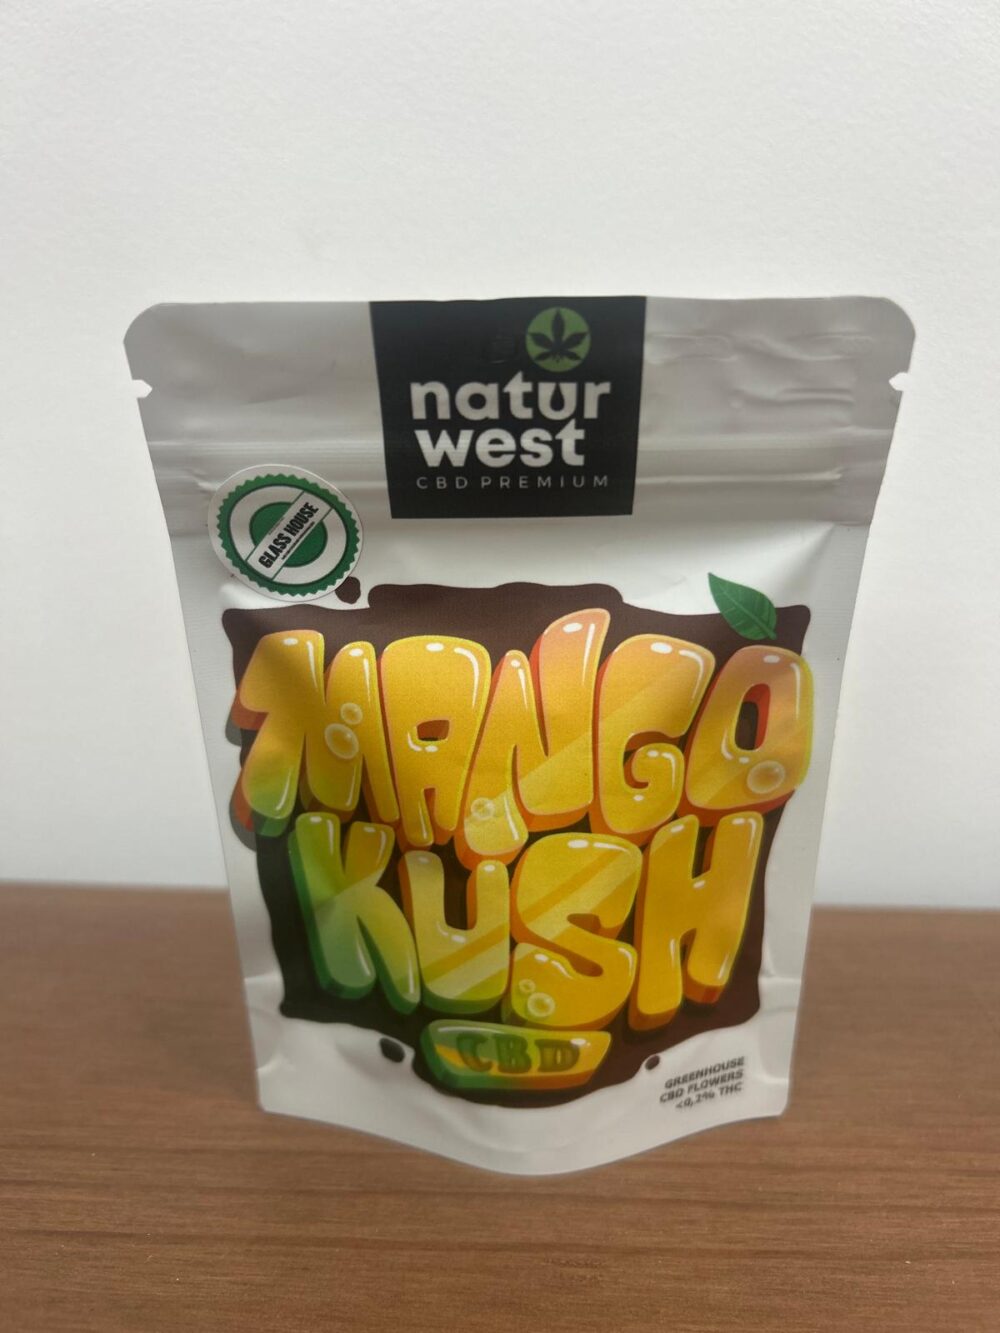 natur
west
CBD PREMIUM
GLASS HOUSE
MANGO
KUSH
CBD
GREENHOUSE
CBD FLOWERS
<0,2% THC